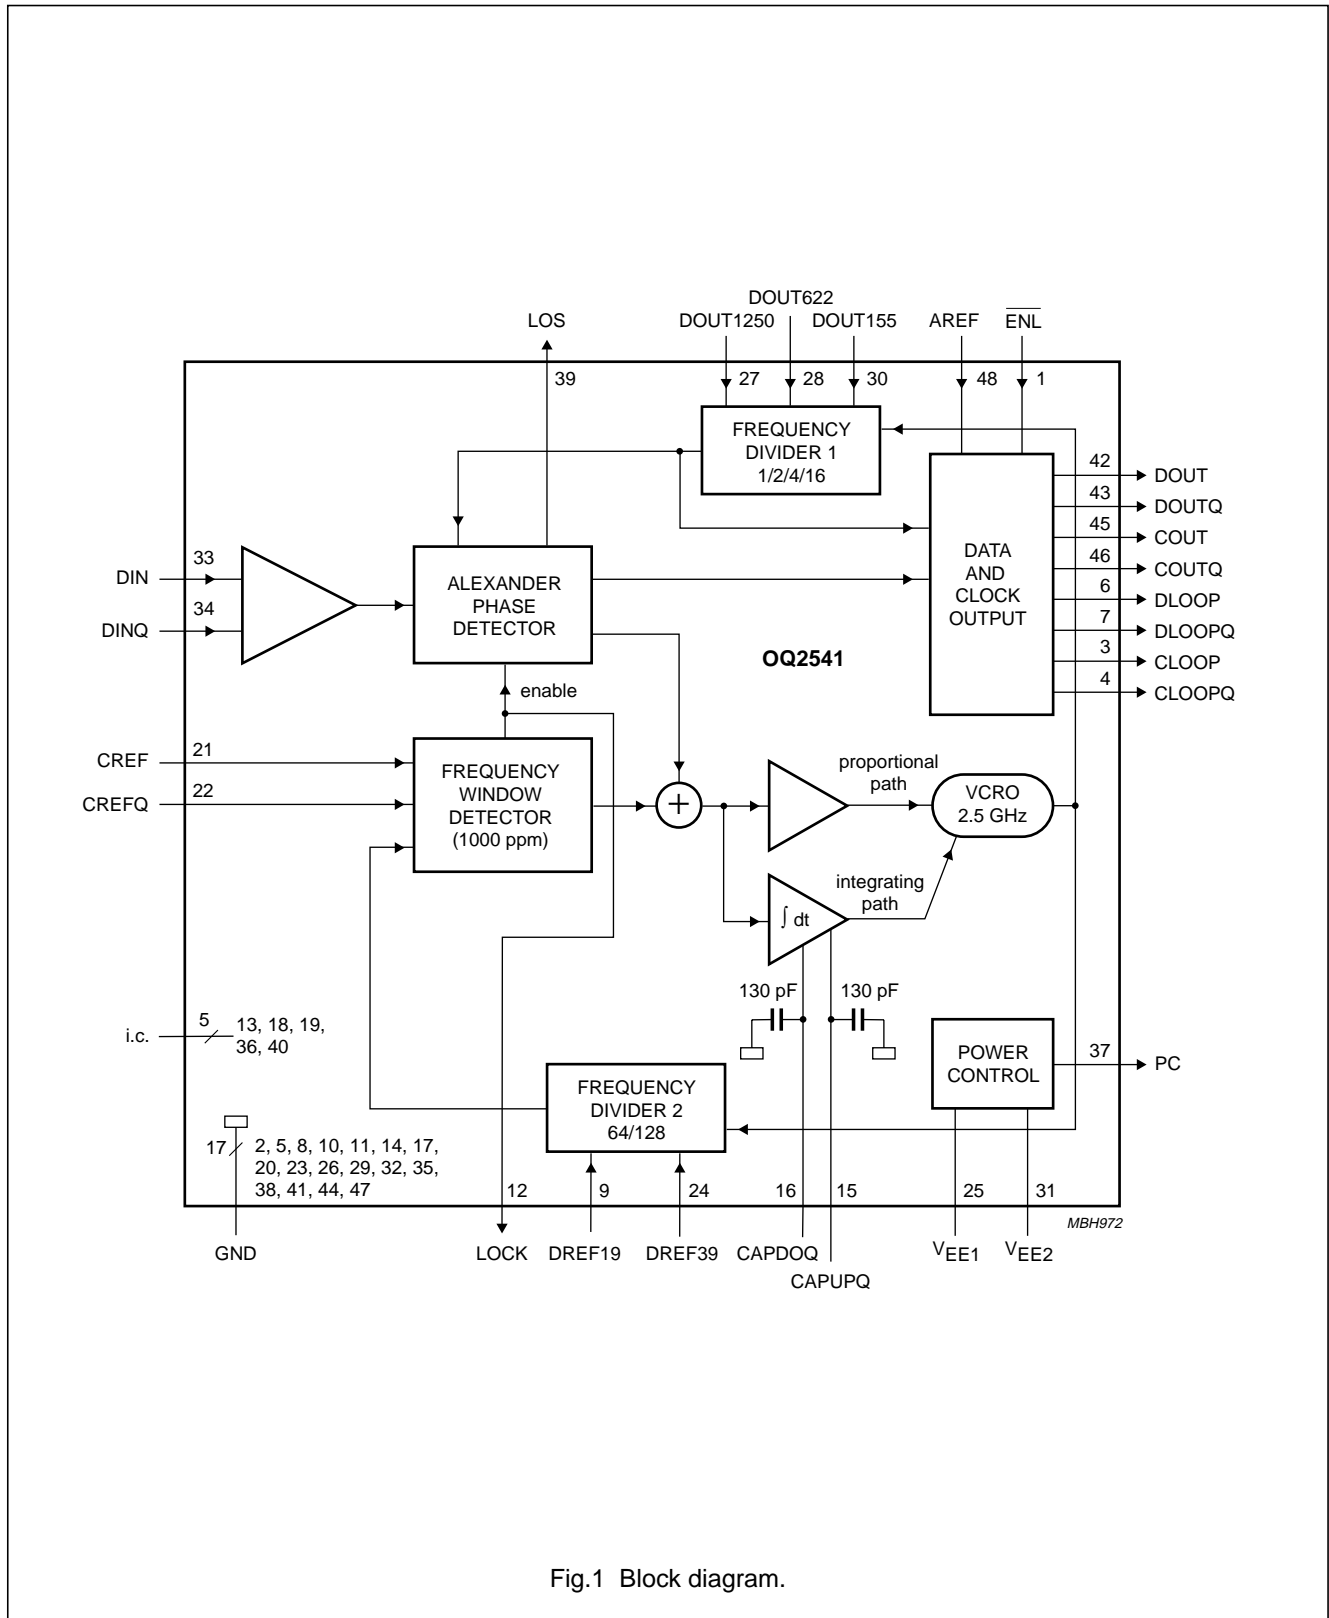 DOUT622
LOS DOUT1250 DOUT155 AREF ENL
39 27 28 30 48 1
FREQUENCY
DIVIDER 1
1/2/4/16
42 DOUT
43 DOUTQ
45 COUT
46 COUTQ
6 DLOOP
7 DLOOPQ
3 CLOOP
4 CLOOPQ
DATA
AND
CLOCK
OUTPUT
DIN 33
DINQ 34
ALEXANDER
PHASE
DETECTOR
OQ2541
enable
CREF 21
CREFQ 22
FREQUENCY
WINDOW
DETECTOR
(1000 ppm)
+
proportional
path
VCRO
2.5 GHz
integrating
path
∫ dt
130 pF 130 pF
i.c. 5 13, 18, 19,
36, 40
POWER
CONTROL
37 PC
FREQUENCY
DIVIDER 2
64/128
17 2, 5, 8, 10, 11, 14, 17,
20, 23, 26, 29, 32, 35,
38, 41, 44, 47
12 9 24 16 15 25 31
MBH972
GND LOCK DREF19 DREF39 CAPDOQ VEE1 VEE2
CAPUPQ
Fig.1 Block diagram.